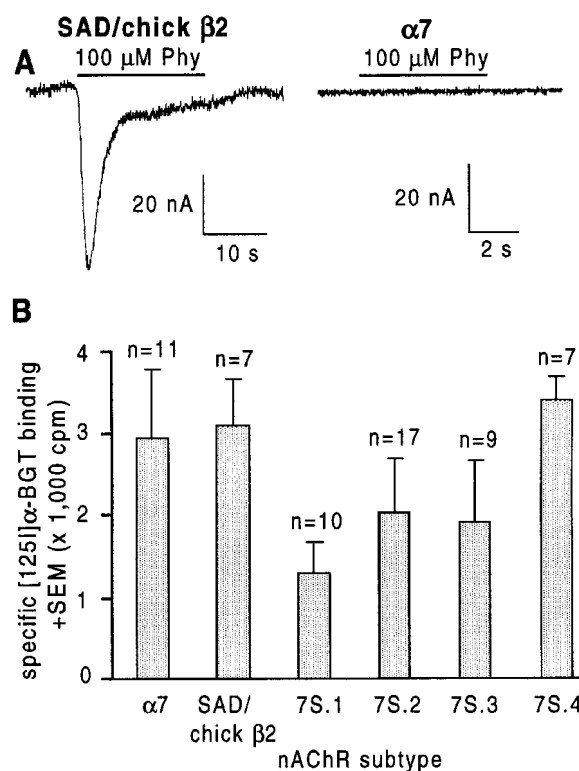 SAD/chick β2
α7
A
100 μM Phy
100 μM Phy
20 nA
10 s
20 nA
2 s
B
specific [125I]α-BGT binding
+SEM (x 1,000 cpm)
4
3
2
1
0
n=11
n=7
n=10
n=17
n=9
n=7
α7
SAD/
chick β2
7S.1
7S.2
7S.3
7S.4
nAChR subtype